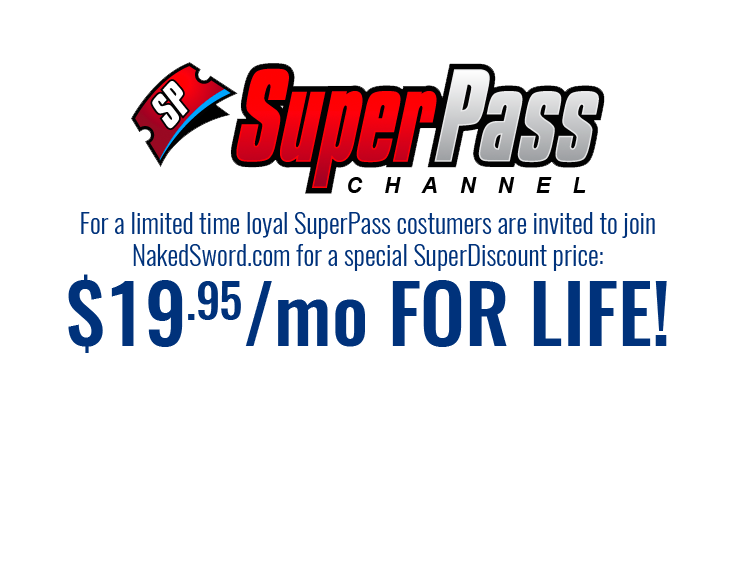 SP
SuperPass
CHANNEL
For a limited time loyal SuperPass costumers are invited to join
NakedSword.com for a special SuperDiscount price:
$19.95/mo FOR LIFE!